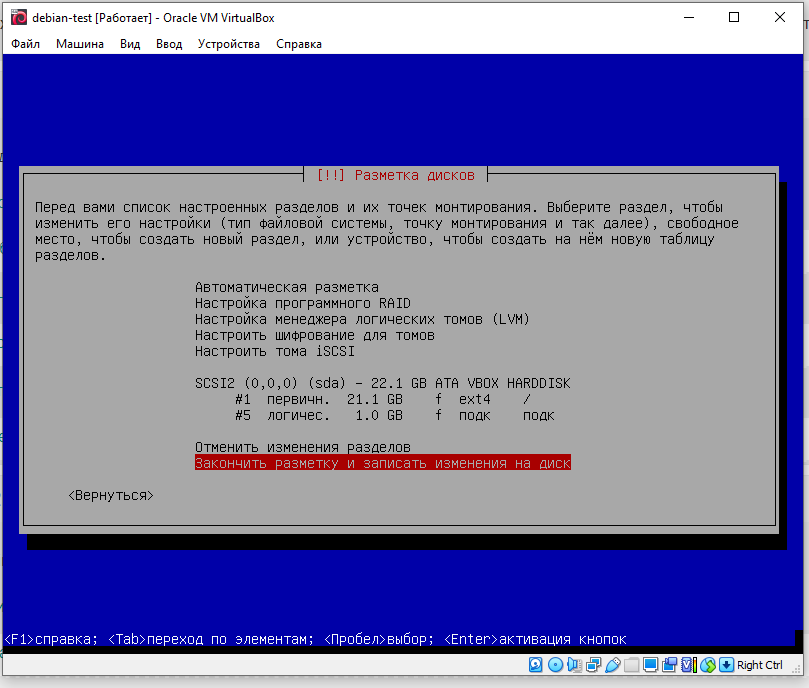 debian-test [Работает] - Oracle VM VirtualBox
Файл Машина Вид Ввод Устройства Справка
[!!] Разметка дисков
Перед вами список настроенных разделов и их точек монтирования. Выберите раздел, чтобы
изменить его настройки (тип файловой системы, точку монтирования и так далее), свободное
место, чтобы создать новый раздел, или устройство, чтобы создать на нём новую таблицу
разделов.
Автоматическая разметка
Настройка программного RAID
Настройка менеджера логических томов (LVM)
Настроить шифрование для томов
Настроить тома iSCSI
SCSI2 (0,0,0) (sda) - 22.1 GB ATA VBOX HARDDISK
#1 первичн. 21.1 GB f ext4 /
#5 логичес. 1.0 GB f подк подк
Отменить изменения разделов
Закончить разметку и записать изменения на диск
<Вернуться>
<F1>справка; <Tab>переход по элементам; <Пробел>выбор; <Enter>активация кнопок
Right Ctrl